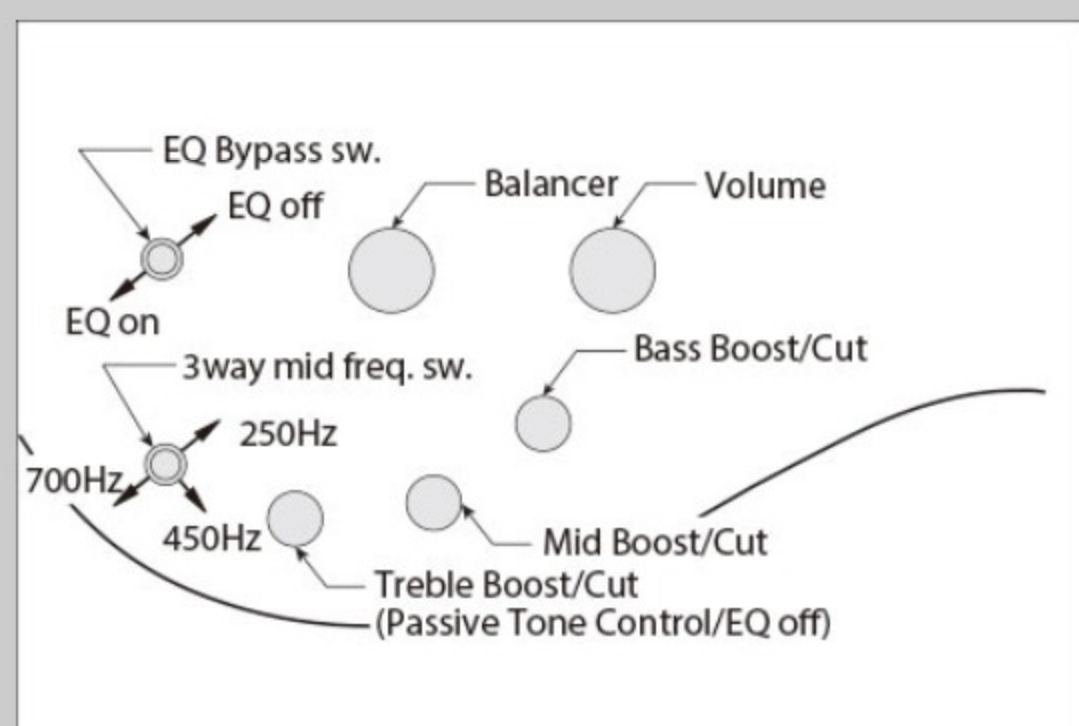 EQ Bypass sw.
EQ off
Balancer
Volume
EQ on
3way mid freq. sw.
Bass Boost/Cut
250Hz
700Hz
450Hz
Mid Boost/Cut
Treble Boost/Cut
(Passive Tone Control/EQ off)